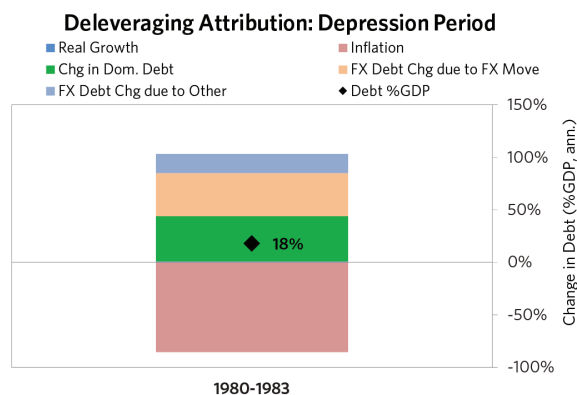 Deleveraging Attribution: Depression Period
Real Growth
Inflation
Chg in Dom. Debt
FX Debt Chg due to FX Move
FX Debt Chg due to Other
Debt %GDP
150%
100%
50%
0%
-50%
-100%
Change in Debt (%GDP, ann.)
18%
1980-1983